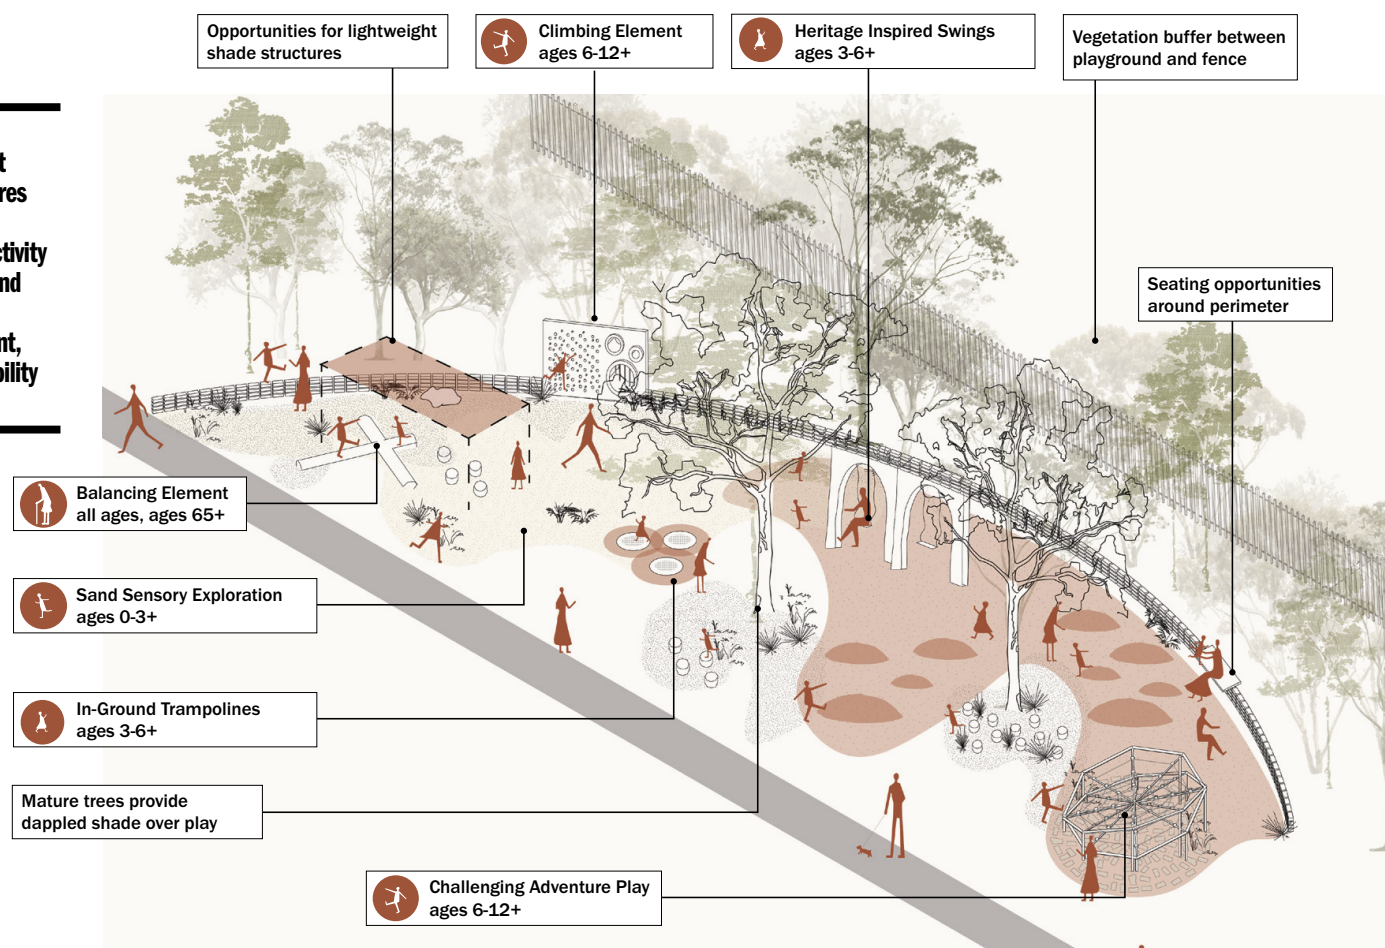 Opportunities for lightweight
shade structures
Climbing Element
ages 6-12+
Heritage Inspired Swings
ages 3-6+
Vegetation buffer between
playground and fence
Seating opportunities
around perimeter
Balancing Element
all ages, ages 65+
Sand Sensory Exploration
ages 0-3+
In-Ground Trampolines
ages 3-6+
Mature trees provide
dappled shade over play
Challenging Adventure Play
ages 6-12+